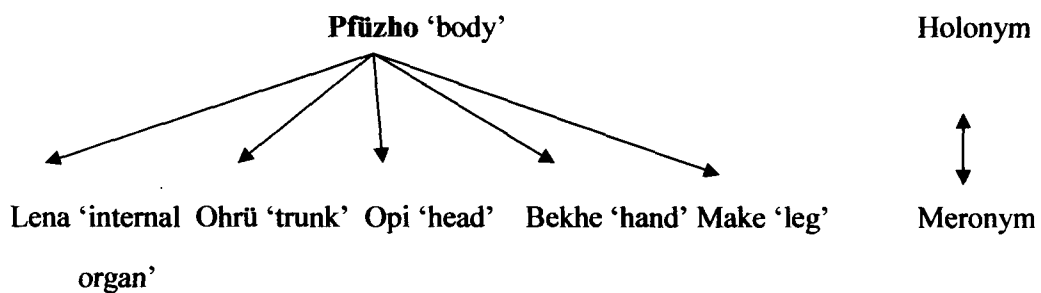 Pfüzho ‘body’ Holonym
Lena ‘internal Ohrü ‘trunk’ Opi ‘head’ Bekhe ‘hand’ Make ‘leg’ Meronym
organ’